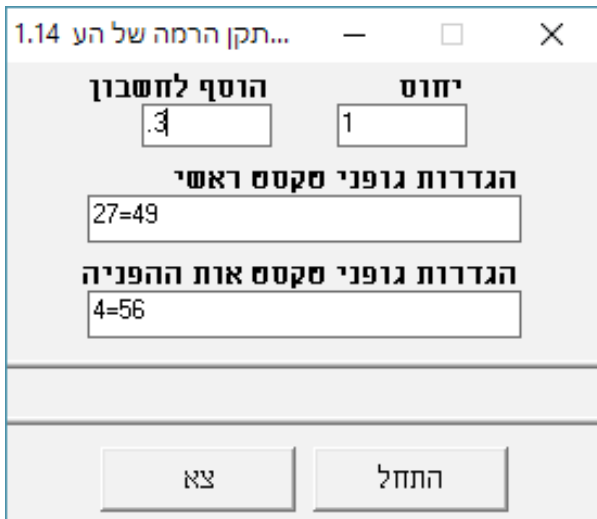 תקן הרמה של הע... 1.14
יחוס הוסף לחשבון
1 .3
הגדרות גופני טקסט ראשי
27=49
הגדרות גופני טקסט אות ההפניה
4=56
התחל צא